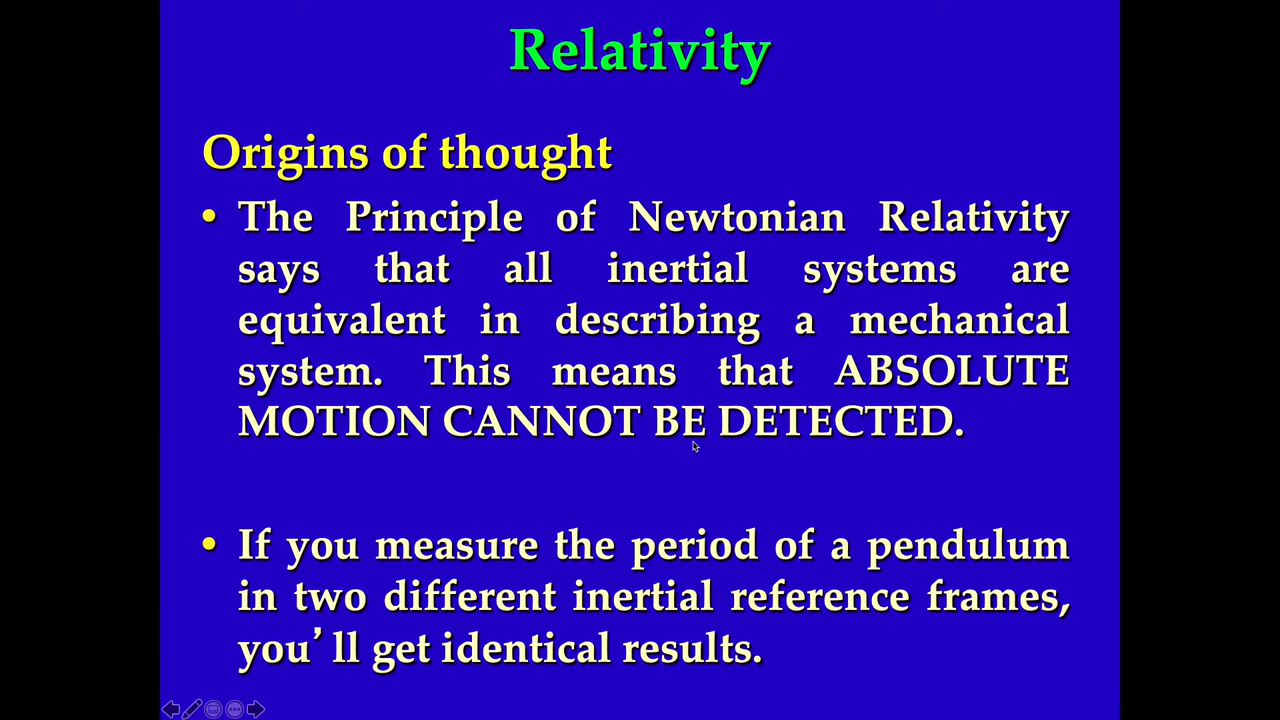 Relativity
Origins of thought
• The Principle of Newtonian Relativity
says that all inertial systems are
equivalent in describing a mechanical
system. This means that ABSOLUTE
MOTION CANNOT BE DETECTED.
• If you measure the period of a pendulum
in two different inertial reference frames,
you’ll get identical results.